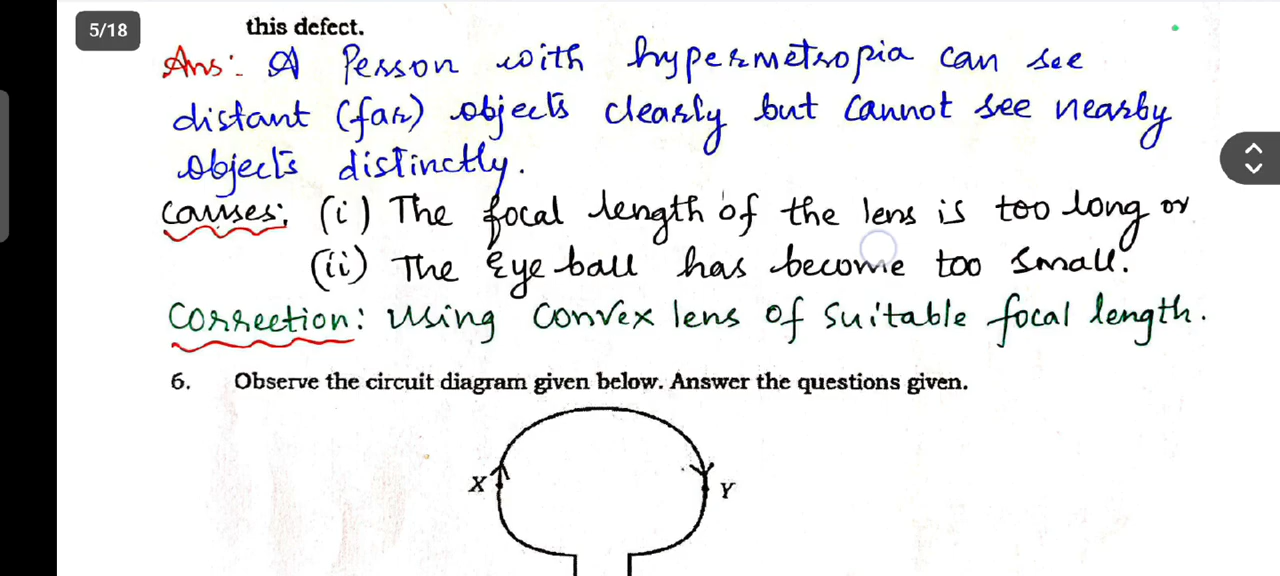 5/18
this defect.
Ans: A Person with hypermetropia can see
distant (far) objects clearly but cannot see nearby
objects distinctly.
causes: (i) The focal length of the lens is too long or
(ii) The Eye ball has become too small.
Correction: using convex lens of suitable focal length.
6. Observe the circuit diagram given below. Answer the questions given.
X
Y